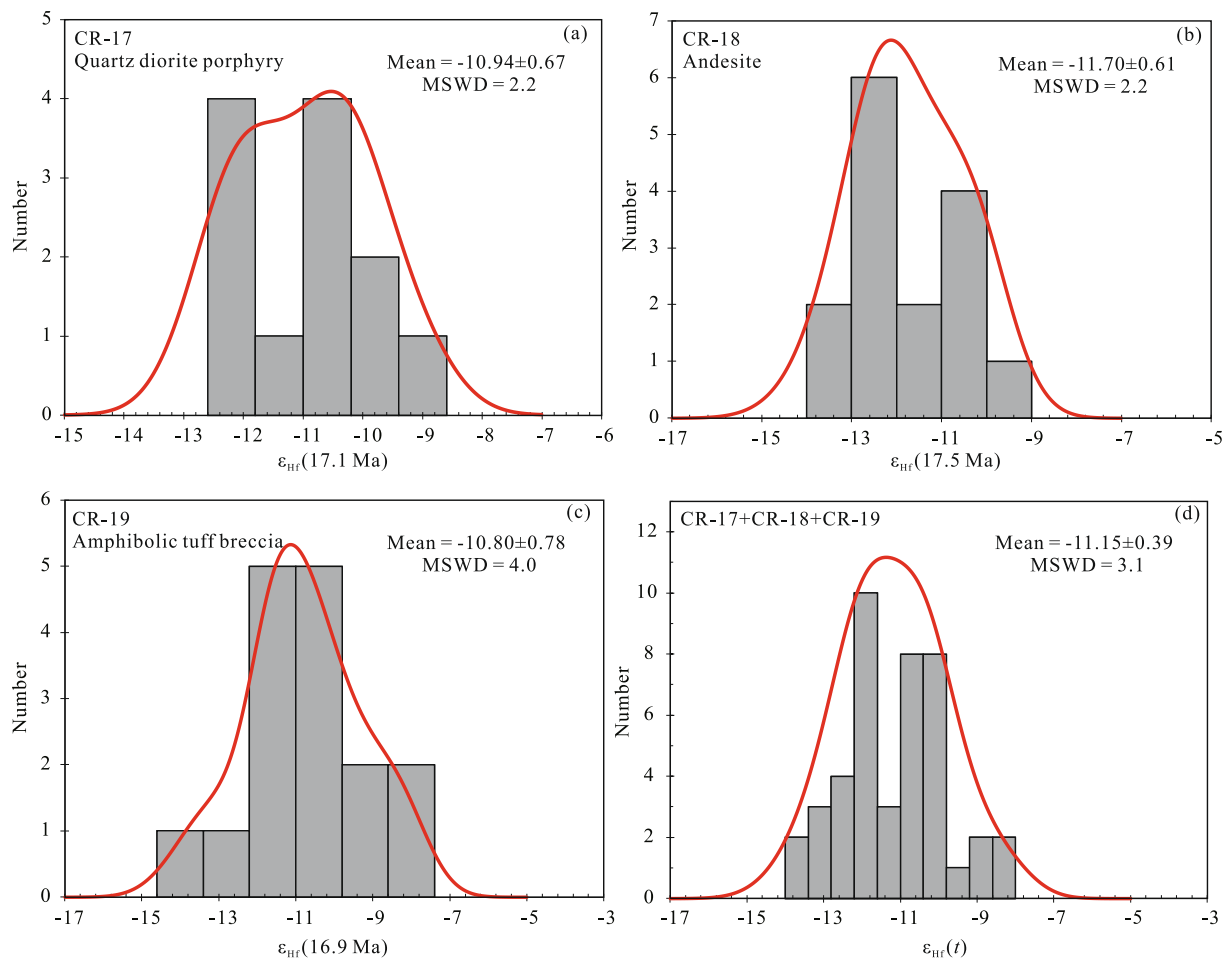 (a)
CR-17
Quartz diorite porphyry
Mean = -10.94±0.67
MSWD = 2.2
5
4
3
2
1
0
Number
-15 -14 -13 -12 -11 -10 -9 -8 -7 -6
εHf(17.1 Ma)
(b)
CR-18
Andesite
Mean = -11.70±0.61
MSWD = 2.2
7
6
5
4
3
2
1
0
Number
-17 -15 -13 -11 -9 -7 -5
εHf(17.5 Ma)
(c)
CR-19
Amphibolic tuff breccia
Mean = -10.80±0.78
MSWD = 4.0
6
5
4
3
2
1
0
Number
-17 -15 -13 -11 -9 -7 -5 -3
εHf(16.9 Ma)
(d)
CR-17+CR-18+CR-19
Mean = -11.15±0.39
MSWD = 3.1
12
10
8
6
4
2
0
Number
-17 -15 -13 -11 -9 -7 -5 -3
εHf(t)